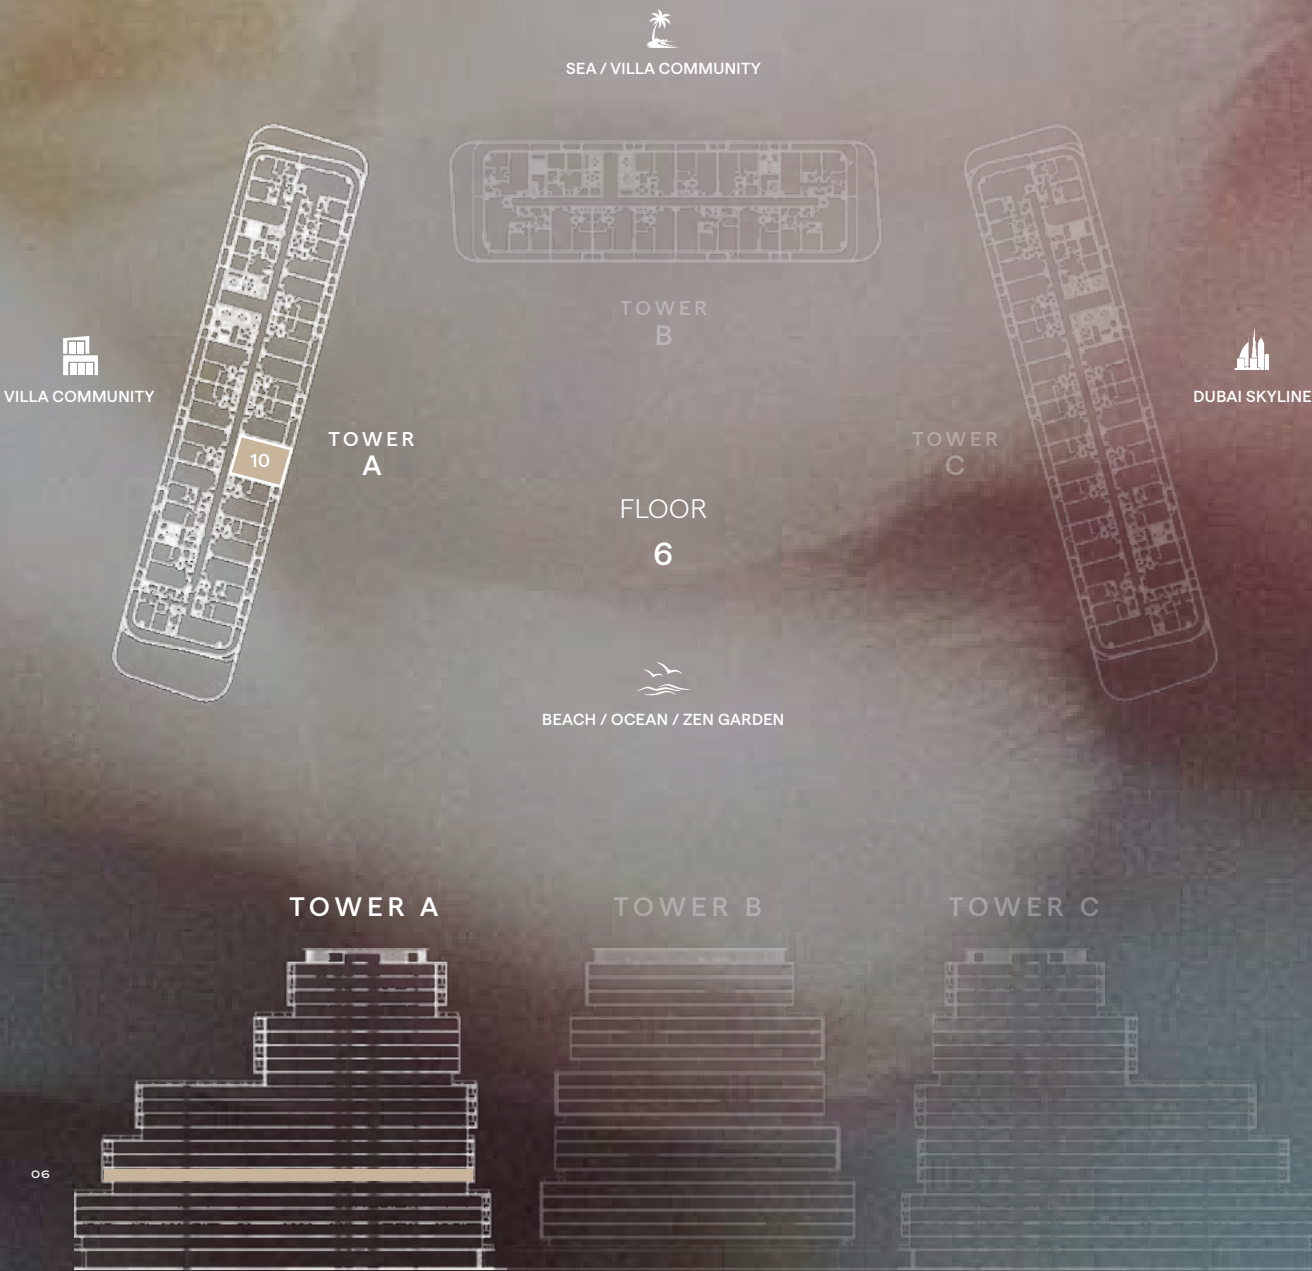 SEA / VILLA COMMUNITY
TOWER
B
VILLA COMMUNITY
DUBAI SKYLINE
TOWER
A
TOWER
C
10
FLOOR
6
BEACH / OCEAN / ZEN GARDEN
TOWER A
TOWER B
TOWER C
06